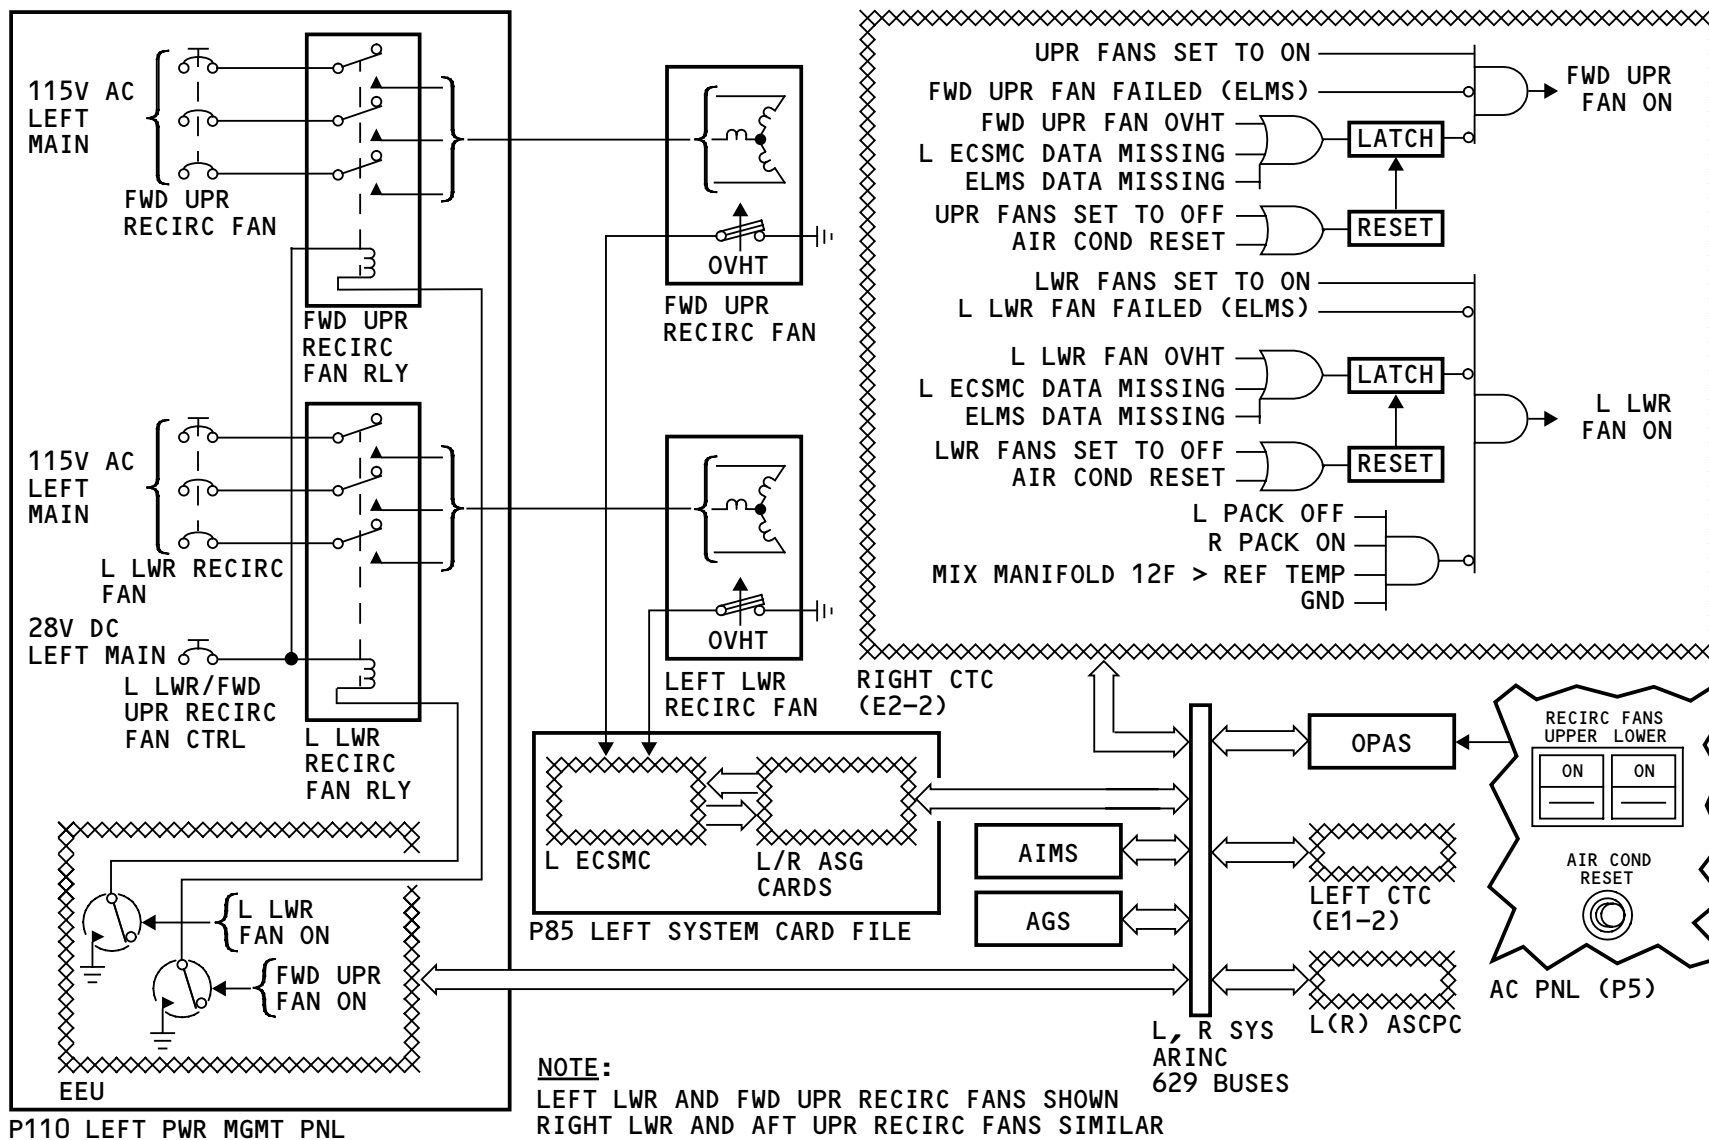 115V AC
LEFT
MAIN
FWD UPR
RECIRC FAN
FWD UPR
RECIRC
FAN RLY
115V AC
LEFT
MAIN
L LWR RECIRC
FAN
28V DC
LEFT MAIN
L LWR/FWD
UPR RECIRC
FAN CTRL
L LWR
RECIRC
FAN RLY
L LWR
FAN ON
FWD UPR
FAN ON
EEU
P110 LEFT PWR MGMT PNL
OVHT
FWD UPR
RECIRC FAN
OVHT
LEFT LWR
RECIRC FAN
L ECSMC
L/R ASG
CARDS
P85 LEFT SYSTEM CARD FILE
UPR FANS SET TO ON
FWD UPR FAN FAILED (ELMS)
FWD UPR FAN OVHT
L ECSMC DATA MISSING
ELMS DATA MISSING
LATCH
UPR FANS SET TO OFF
AIR COND RESET
RESET
FWD UPR
FAN ON
LWR FANS SET TO ON
L LWR FAN FAILED (ELMS)
L LWR FAN OVHT
L ECSMC DATA MISSING
ELMS DATA MISSING
LATCH
LWR FANS SET TO OFF
AIR COND RESET
RESET
L LWR
FAN ON
L PACK OFF
R PACK ON
MIX MANIFOLD 12F > REF TEMP
GND
RIGHT CTC
(E2-2)
OPAS
AIMS
AGS
LEFT CTC
(E1-2)
L(R) ASCPC
L, R SYS
ARINC
629 BUSES
RECIRC FANS
UPPER LOWER
ON ON
AIR COND
RESET
AC PNL (P5)
NOTE:
LEFT LWR AND FWD UPR RECIRC FANS SHOWN
RIGHT LWR AND AFT UPR RECIRC FANS SIMILAR